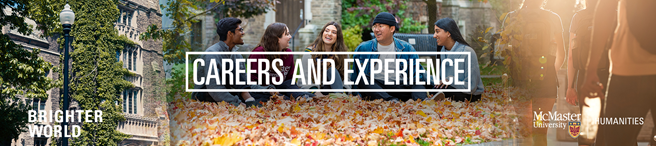 CAREERS AND EXPERIENCE
BRIGHTER
WORLD
McMaster
University
HUMANITIES